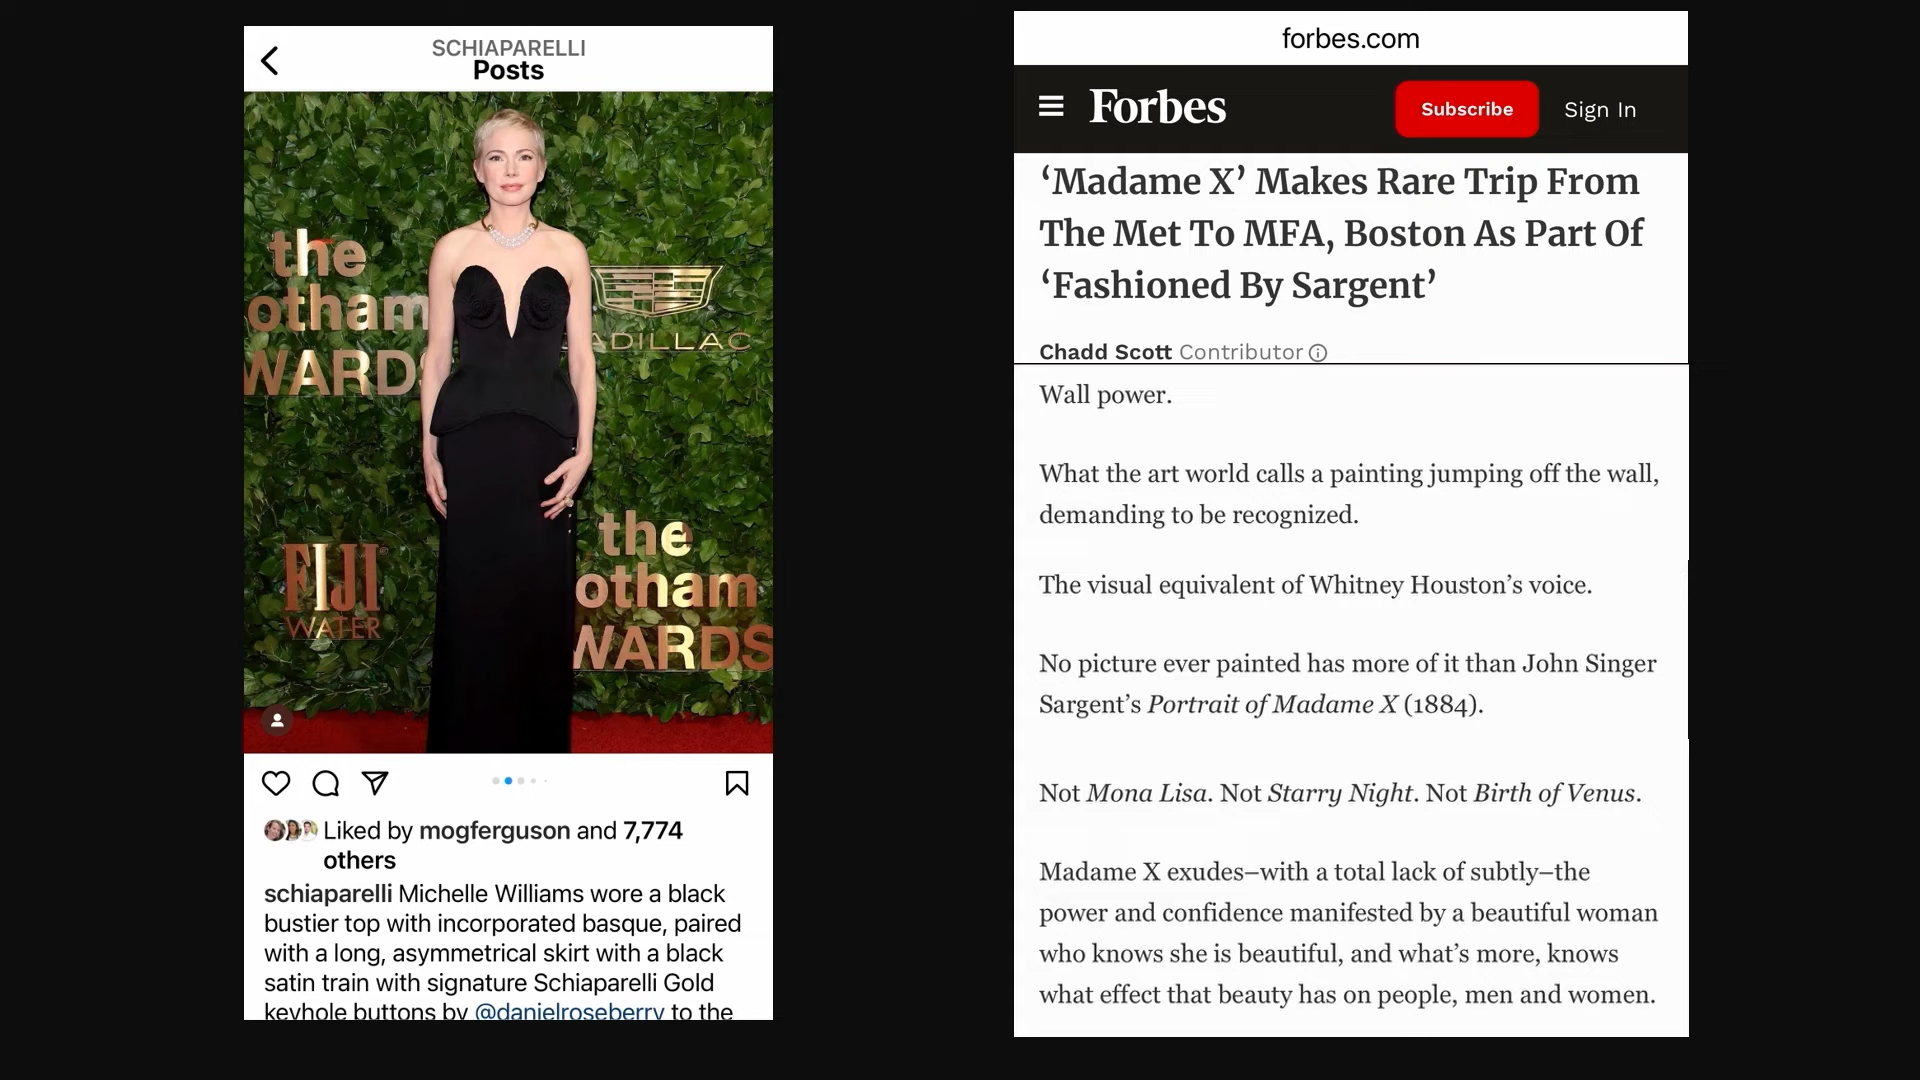 SCHIAPARELLI
Posts
the
otham
WARDS
CADILLAC
FIJI
WATER
the
otham
WARDS
Liked by mogferguson and 7,774
others
schiaparelli Michelle Williams wore a black
bustier top with incorporated basque, paired
with a long, asymmetrical skirt with a black
satin train with signature Schiaparelli Gold
keyhole buttons by @danielroseberry to the
forbes.com
Forbes
Subscribe
Sign In
‘Madame X’ Makes Rare Trip From
The Met To MFA, Boston As Part Of
‘Fashioned By Sargent’
Chadd Scott Contributor
Wall power.
What the art world calls a painting jumping off the wall,
demanding to be recognized.
The visual equivalent of Whitney Houston’s voice.
No picture ever painted has more of it than John Singer
Sargent’s Portrait of Madame X (1884).
Not Mona Lisa. Not Starry Night. Not Birth of Venus.
Madame X exudes–with a total lack of subtly–the
power and confidence manifested by a beautiful woman
who knows she is beautiful, and what’s more, knows
what effect that beauty has on people, men and women.